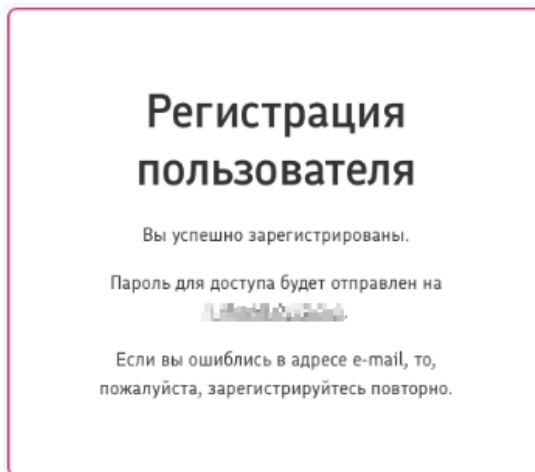 Регистрация
пользователя
Вы успешно зарегистрированы.
Пароль для доступа будет отправлен на
Если вы ошиблись в адресе e-mail, то,
пожалуйста, зарегистрируйтесь повторно.